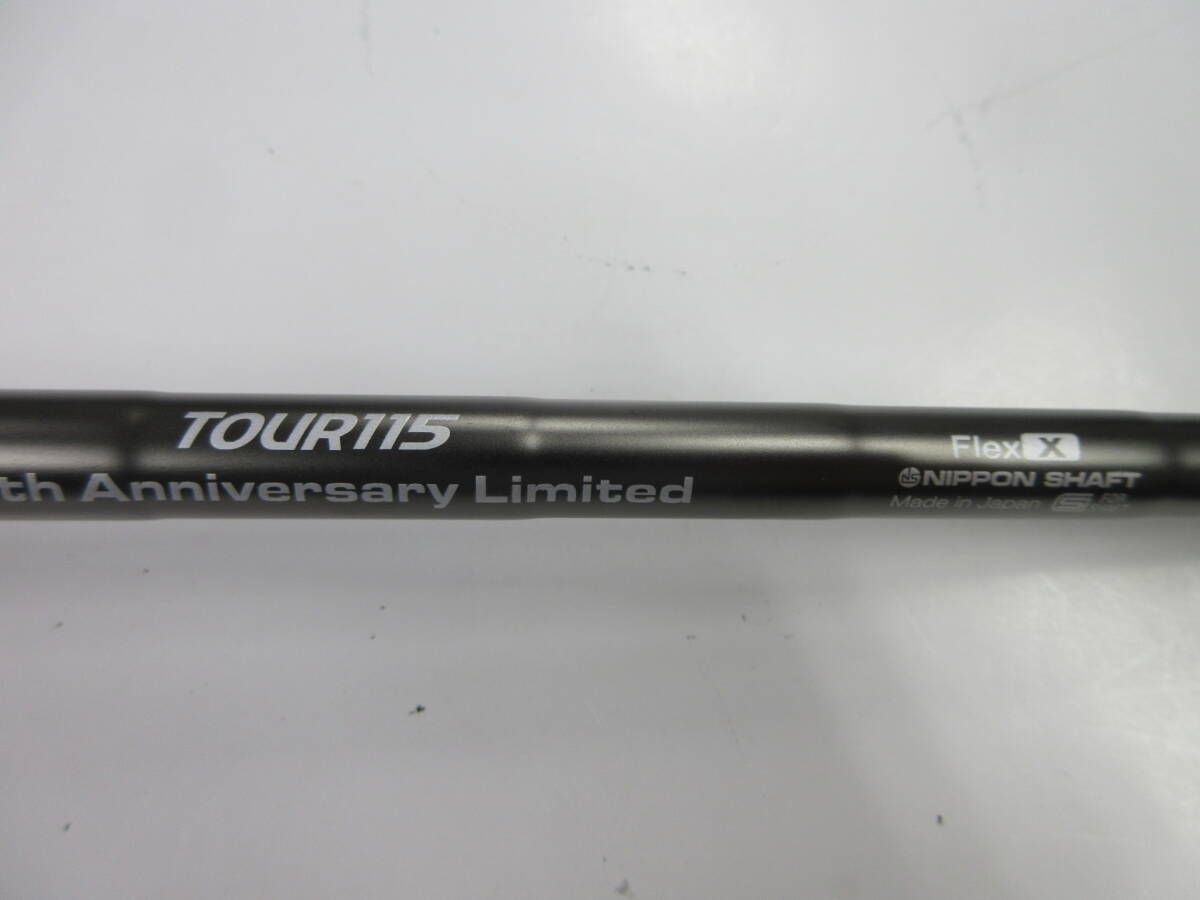 TOUR115
th Anniversary Limited
Flex X
NIPPON SHAFT
Made in Japan